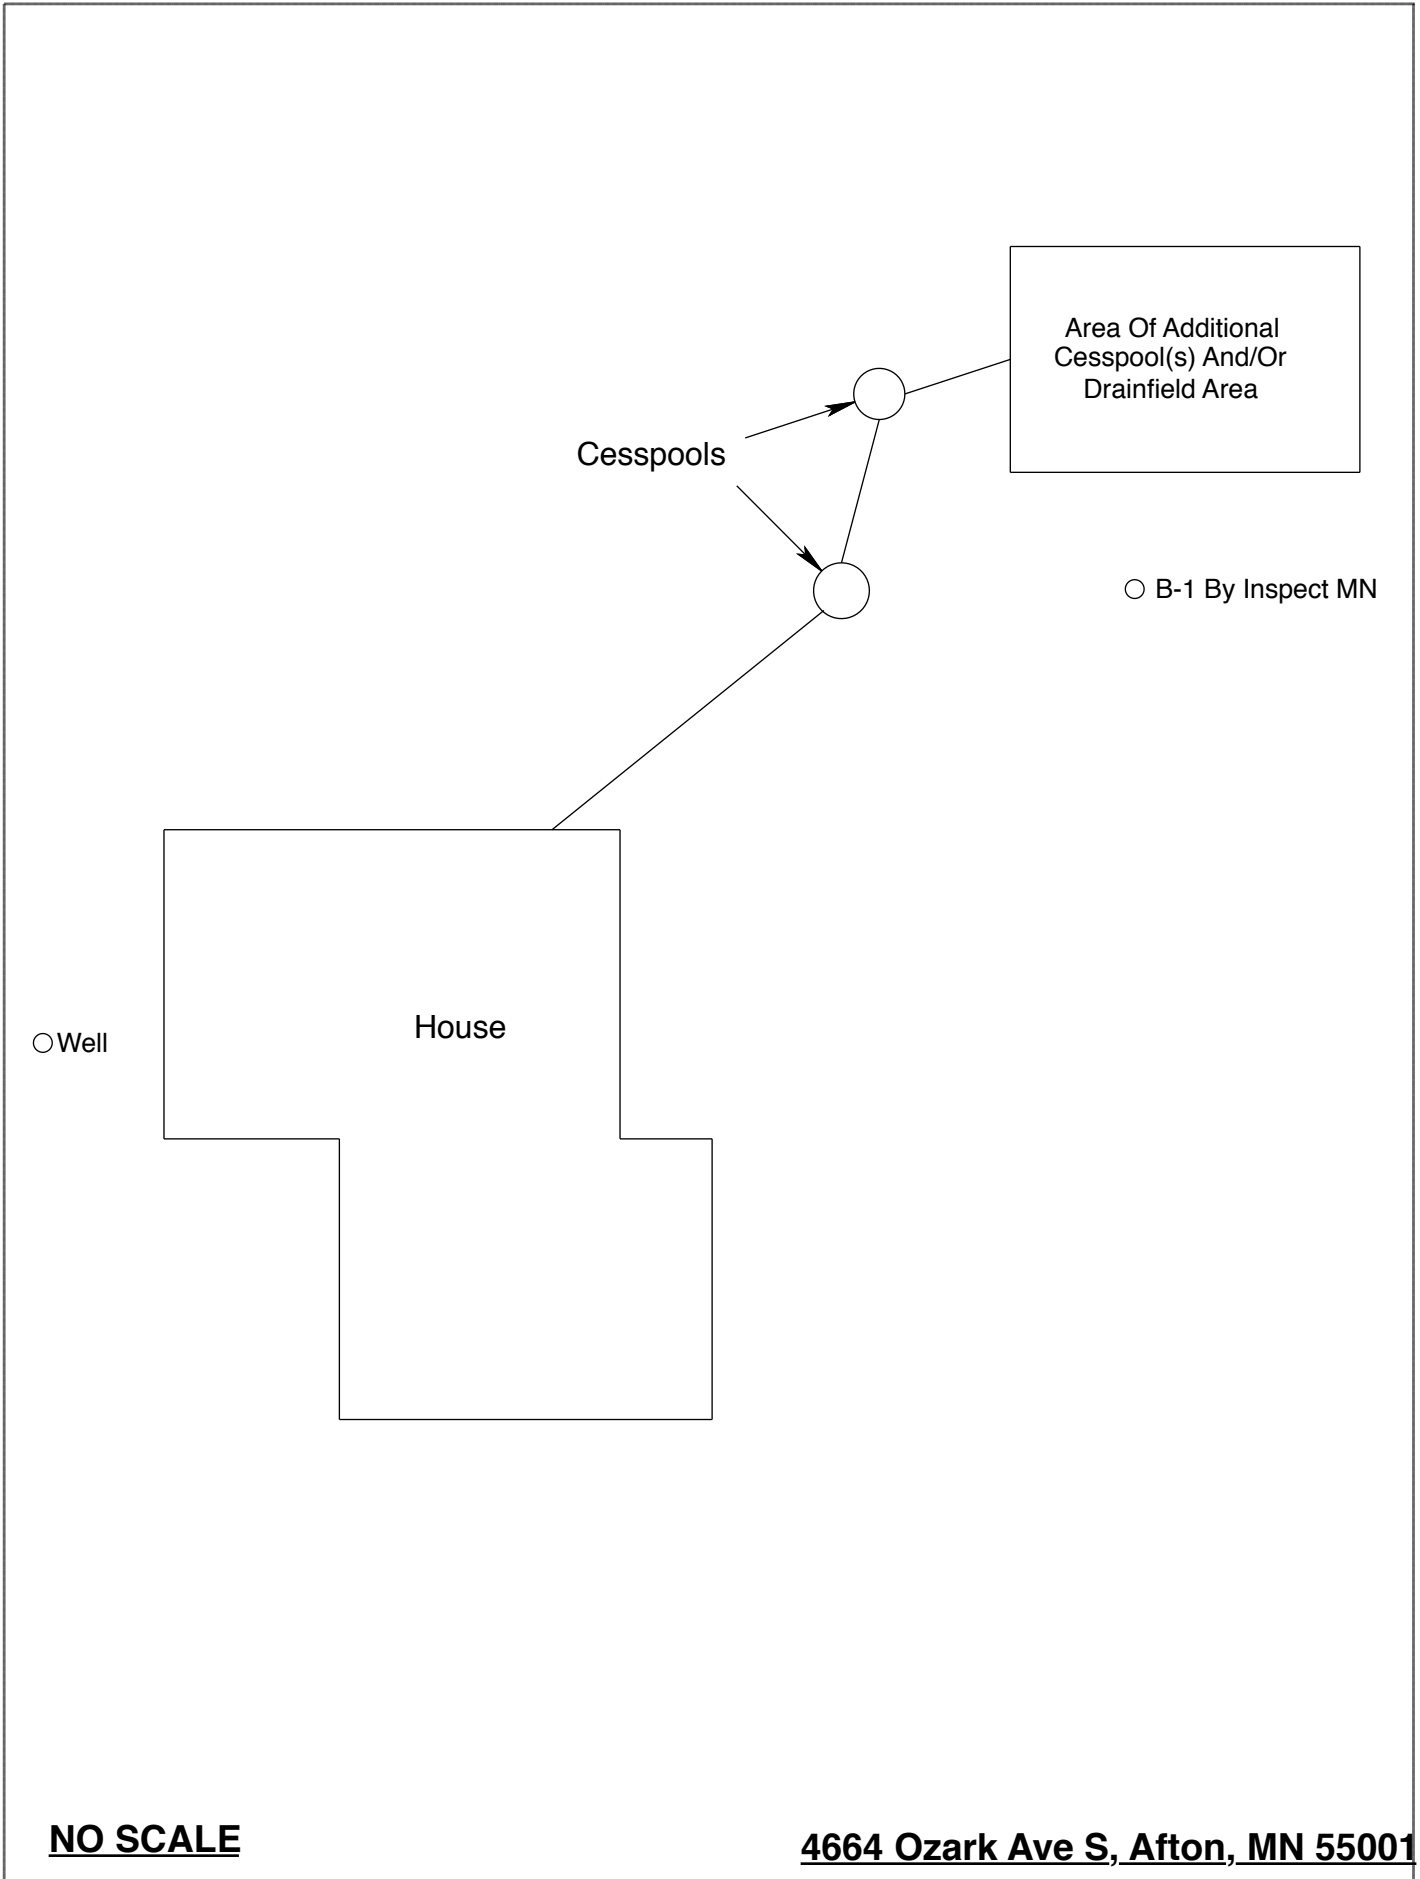 Area Of Additional
Cesspool(s) And/Or
Drainfield Area
Cesspools
B-1 By Inspect MN
House
Well
NO SCALE
4664 Ozark Ave S, Afton, MN 55001